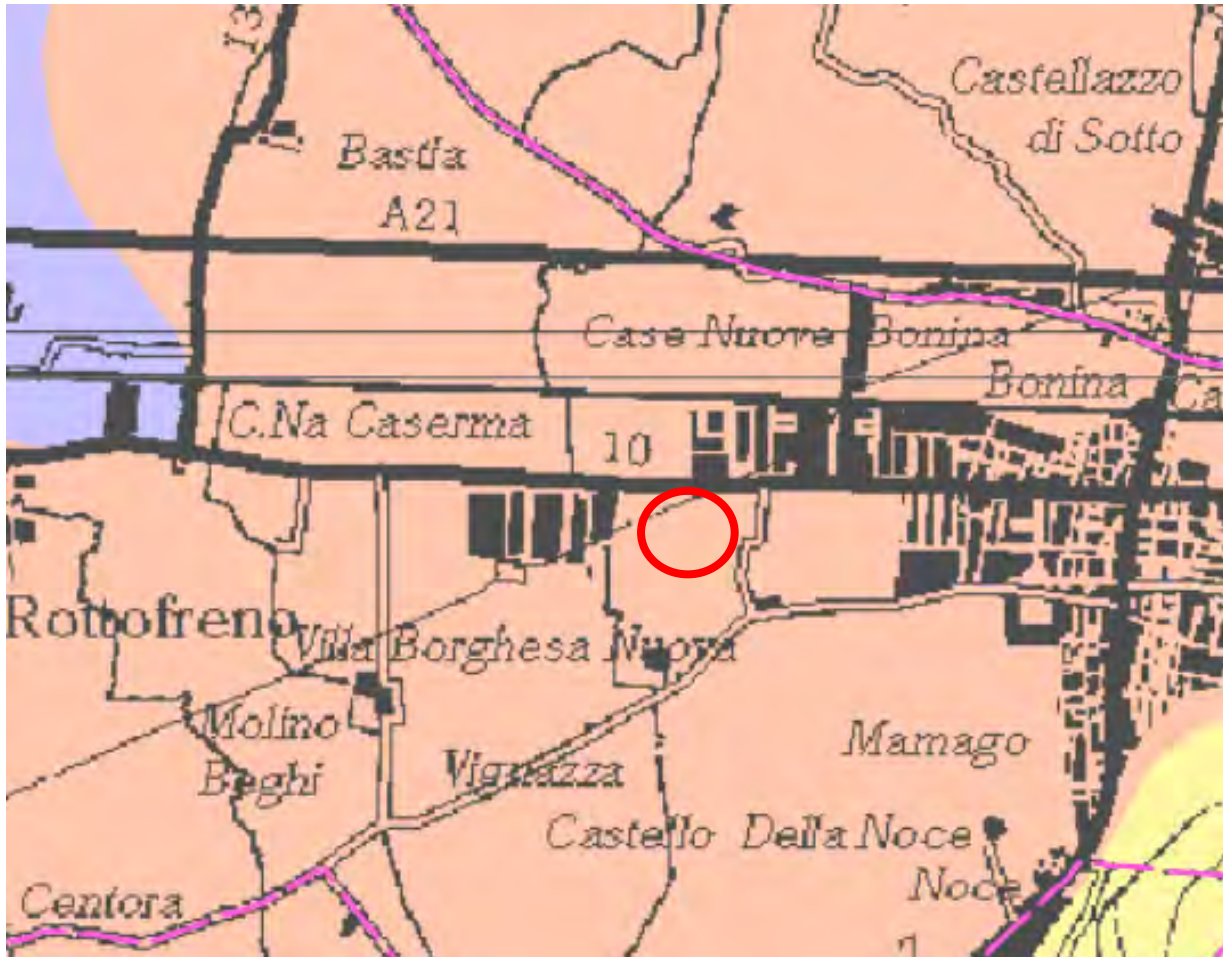 13
Castellazzo
di Sotto
Bastia
A21
Case Nuove Bonina
Bonina
Ca
C.Na Caserma
10
Rottofreno
Villa Borghesa Nuova
Molino
Beghi
Vignazza
Mamago
Castello Della Noce
Noce
Centora